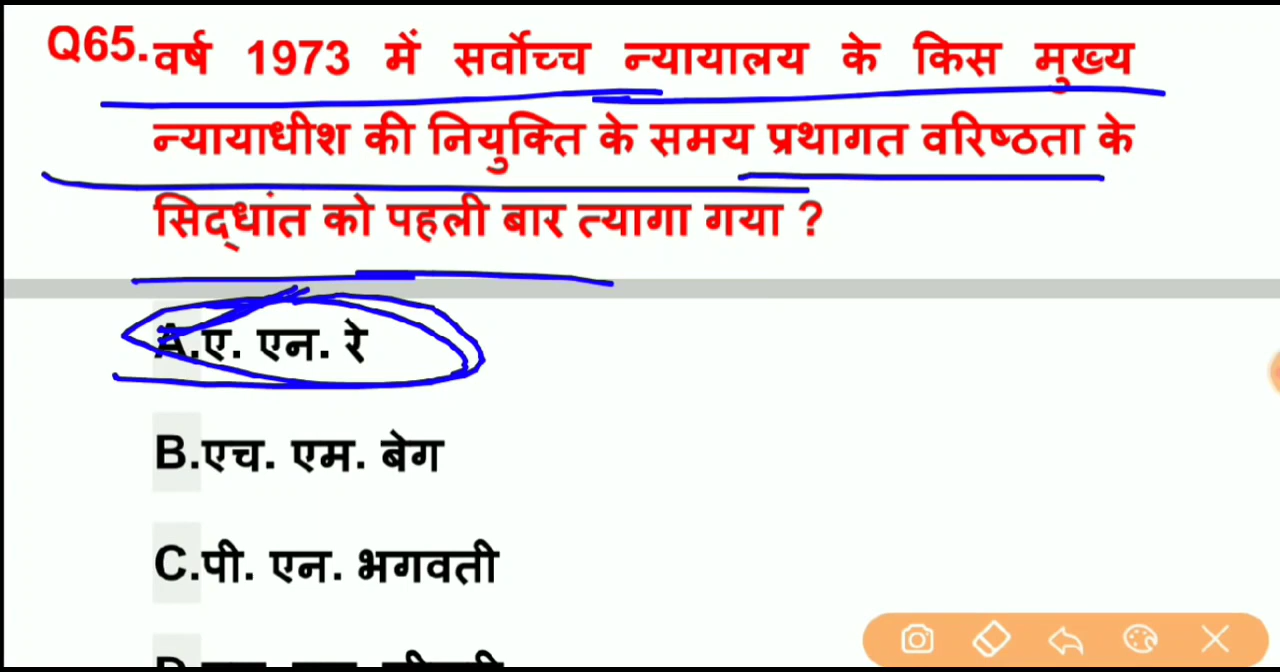 Q65. वर्ष 1973 में सर्वोच्च न्यायालय के किस मुख्य
न्यायाधीश की नियुक्ति के समय प्रथागत वरिष्ठता के
सिद्धांत को पहली बार त्यागा गया ?
A.ए. एन. रे
B.एच. एम. बेग
C.पी. एन. भगवती